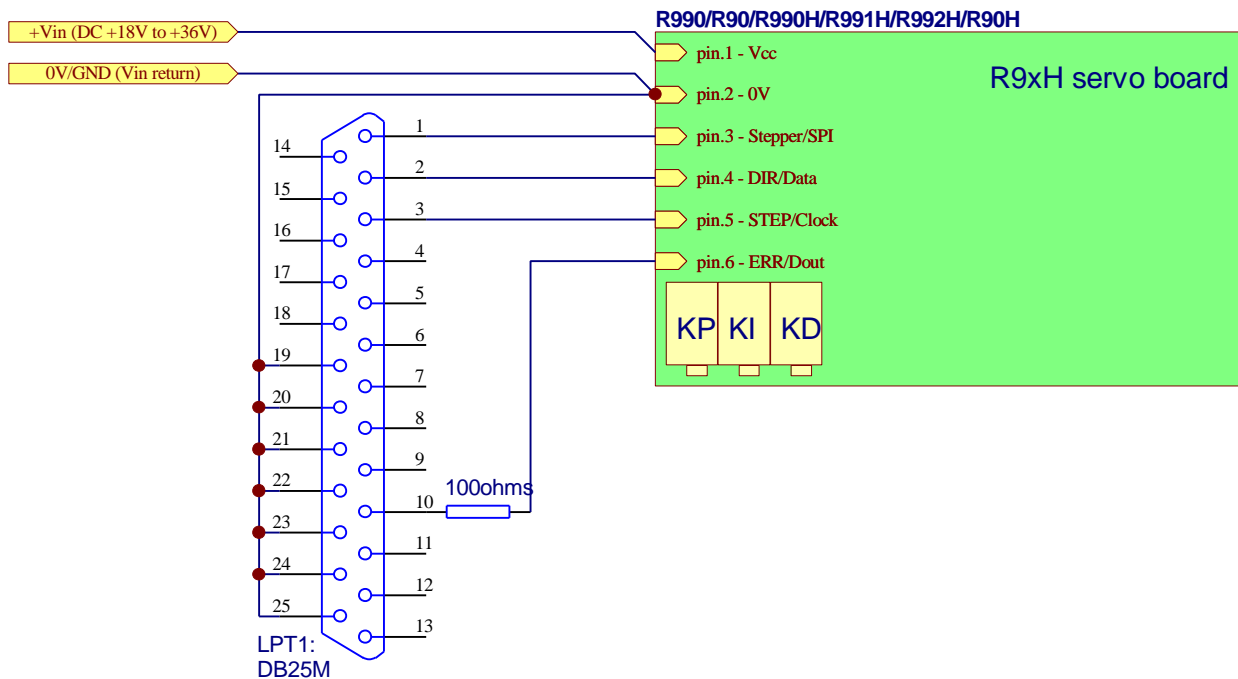 R990/R90/R990H/R991H/R992H/R90H
+Vin (DC +18V to +36V)
0V/GND (Vin return)
pin.1 - Vcc
R9xH servo board
pin.2 - 0V
pin.3 - Stepper/SPI
pin.4 - DIR/Data
pin.5 - STEP/Clock
pin.6 - ERR/Dout
KP
KI
KD
1
14
2
15
3
16
4
17
5
18
6
19
7
20
8
21
9
22
100ohms
10
23
11
24
12
25
13
LPT1:
DB25M